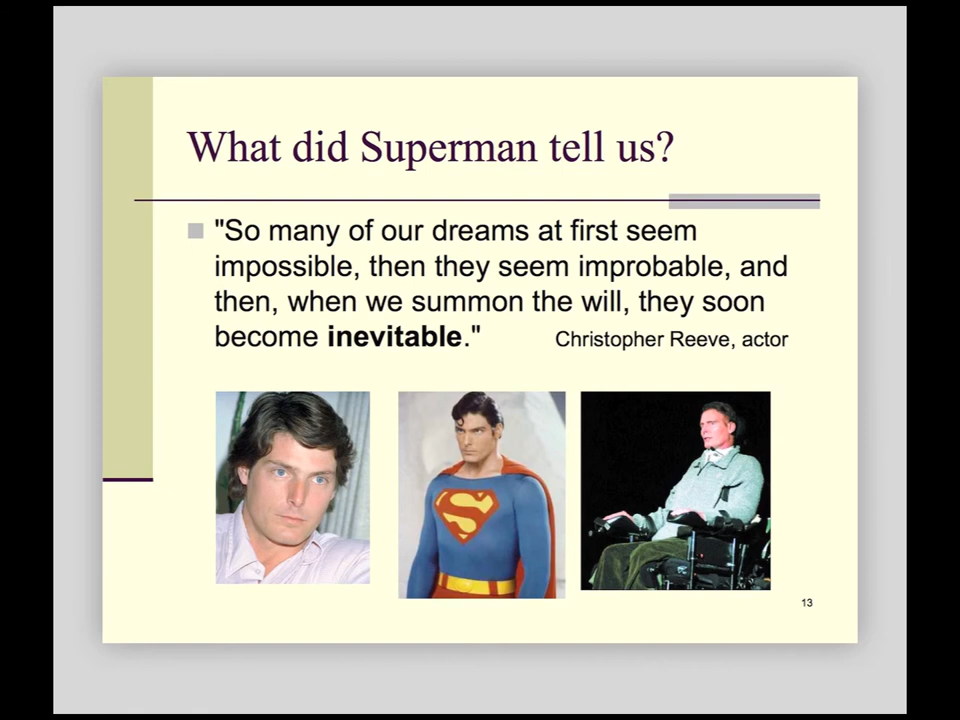 What did Superman tell us?
"So many of our dreams at first seem
impossible, then they seem improbable, and
then, when we summon the will, they soon
become inevitable." Christopher Reeve, actor
S
13